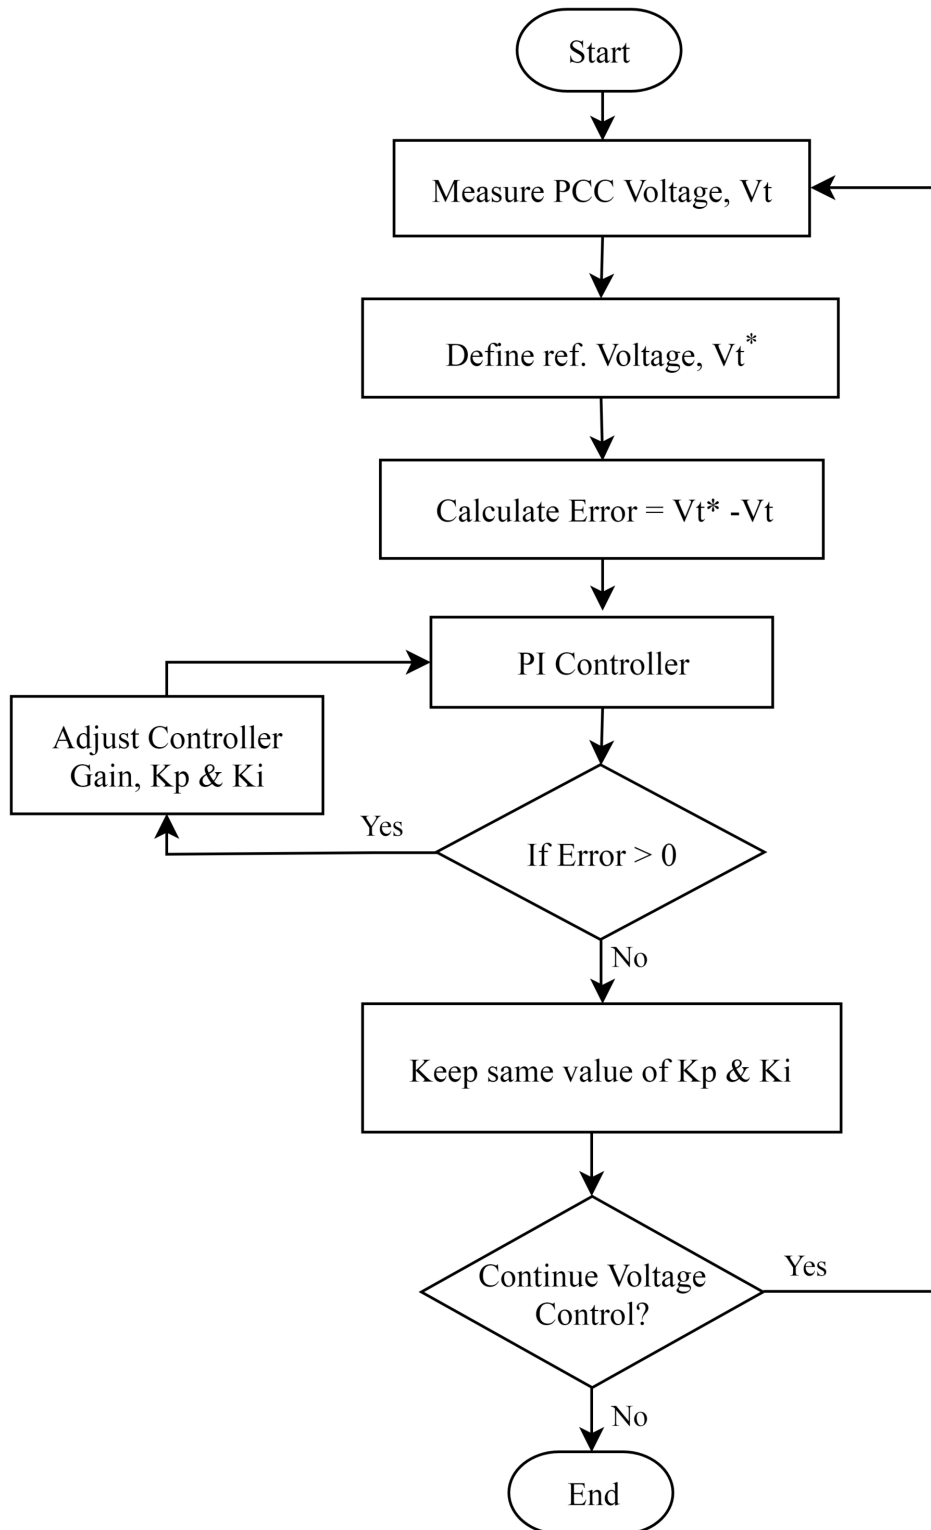 Start
Measure PCC Voltage, Vt
Define ref. Voltage, Vt*
Calculate Error = Vt* -Vt
PI Controller
Adjust Controller
Gain, Kp & Ki
Yes
If Error > 0
No
Keep same value of Kp & Ki
Continue Voltage
Control?
Yes
No
End